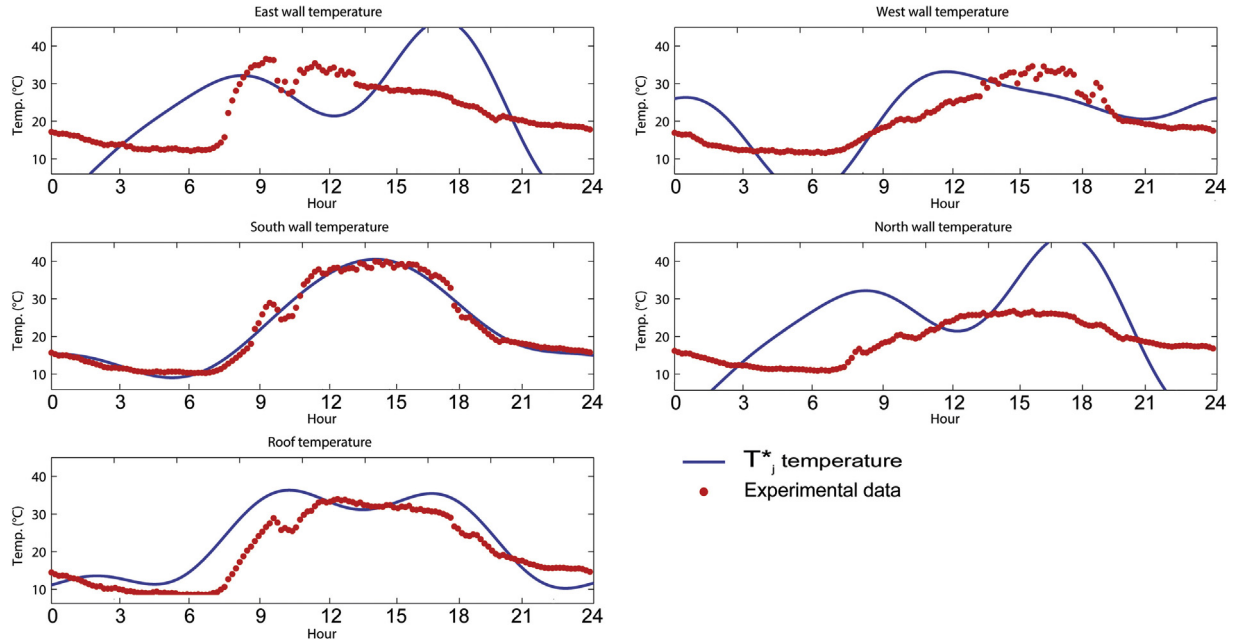 East wall temperature
Temp. (°C)
40
30
20
10
0 3 6 9 12 15 18 21 24
Hour
West wall temperature
Temp. (°C)
40
30
20
10
0 3 6 9 12 15 18 21 24
Hour
South wall temperature
Temp. (°C)
40
30
20
10
0 3 6 9 12 15 18 21 24
Hour
North wall temperature
Temp. (°C)
40
30
20
10
0 3 6 9 12 15 18 21 24
Hour
Roof temperature
Temp. (°C)
40
30
20
10
0 3 6 9 12 15 18 21 24
Hour
T*j temperature
Experimental data